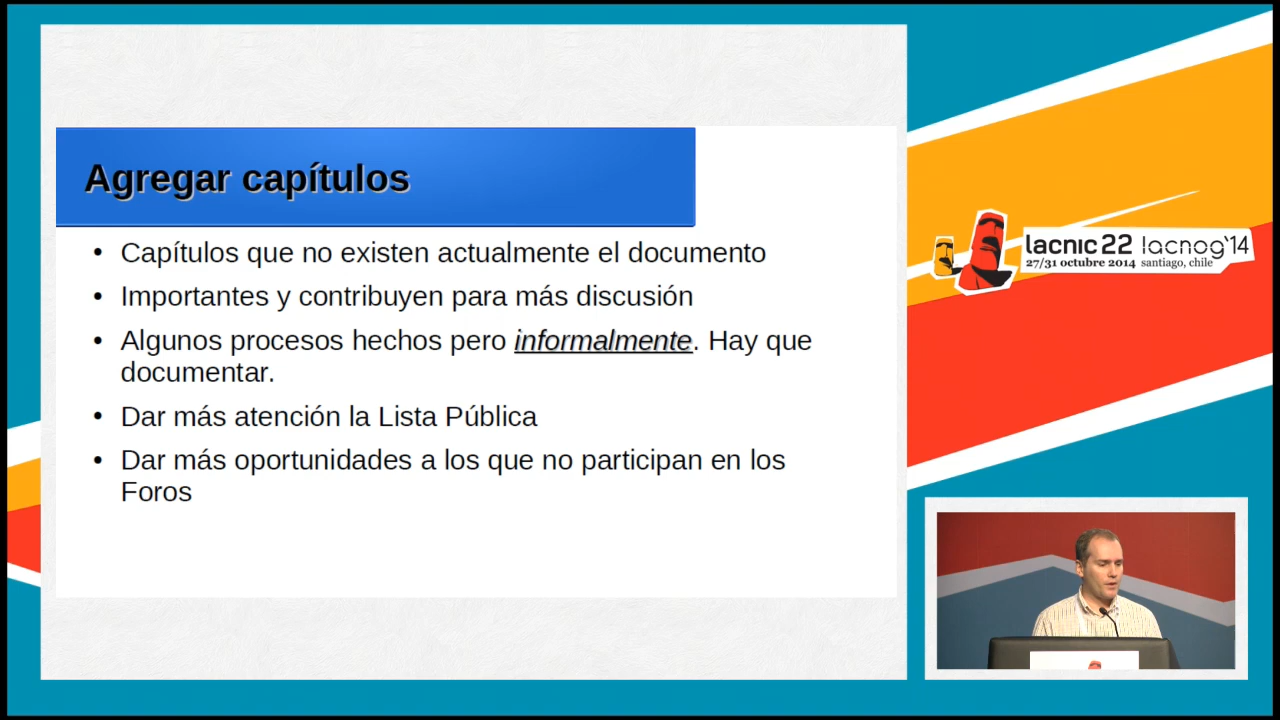 Agregar capítulos
• Capítulos que no existen actualmente el documento
• Importantes y contribuyen para más discusión
• Algunos procesos hechos pero informalmente. Hay que
documentar.
• Dar más atención la Lista Pública
• Dar más oportunidades a los que no participan en los
Foros
lacnic 22 lacnog'14
27/31 octubre 2014 santiago, chile